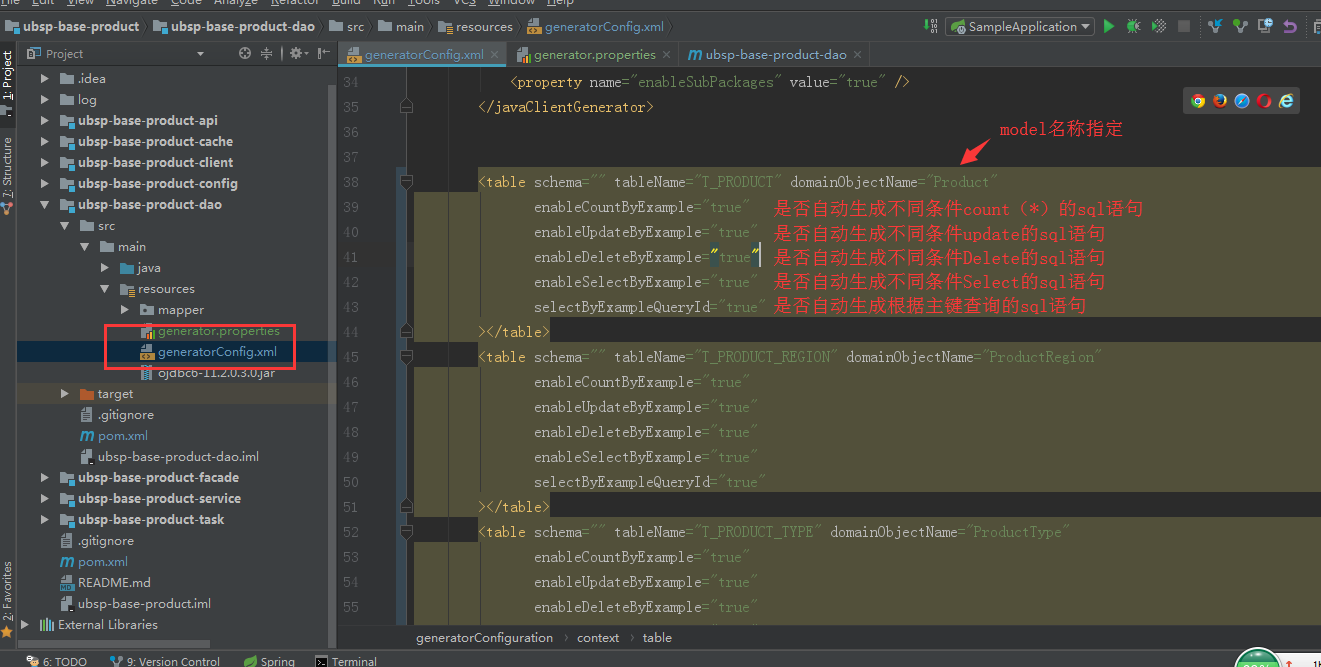 File Edit View Navigate Code Analyze Refactor Build Run Tools VCS Window Help
ubsp-base-product ubsp-base-product-dao src main resources generatorConfig.xml SampleApplication
Project generatorConfig.xml generator.properties ubsp-base-product-dao
1: Project
7: Structure
2: Favorites
.idea
log
ubsp-base-product-api
ubsp-base-product-cache
ubsp-base-product-client
ubsp-base-product-config
ubsp-base-product-dao
src
main
java
resources
mapper
generator.properties
generatorConfig.xml
ojdbc6-11.2.0.3.0.jar
target
.gitignore
pom.xml
ubsp-base-product-dao.iml
ubsp-base-product-facade
ubsp-base-product-service
ubsp-base-product-task
.gitignore
pom.xml
README.md
ubsp-base-product.iml
External Libraries
34 <property name="enableSubPackages" value="true" />
35 </javaClientGenerator>
36
model名称指定
37
38 <table schema="" tableName="T_PRODUCT" domainObjectName="Product"
39 enableCountByExample="true" 是否自动生成不同条件count（*）的sql语句
40 enableUpdateByExample="true" 是否自动生成不同条件update的sql语句
41 enableDeleteByExample="true" 是否自动生成不同条件Delete的sql语句
42 enableSelectByExample="true" 是否自动生成不同条件Select的sql语句
43 selectByExampleQueryId="true" 是否自动生成根据主键查询的sql语句
44 ></table>
45 <table schema="" tableName="T_PRODUCT_REGION" domainObjectName="ProductRegion"
46 enableCountByExample="true"
47 enableUpdateByExample="true"
48 enableDeleteByExample="true"
49 enableSelectByExample="true"
50 selectByExampleQueryId="true"
51 ></table>
52 <table schema="" tableName="T_PRODUCT_TYPE" domainObjectName="ProductType"
53 enableCountByExample="true"
54 enableUpdateByExample="true"
55 enableDeleteByExample="true"
generatorConfiguration › context › table
6: TODO 9: Version Control Spring Terminal